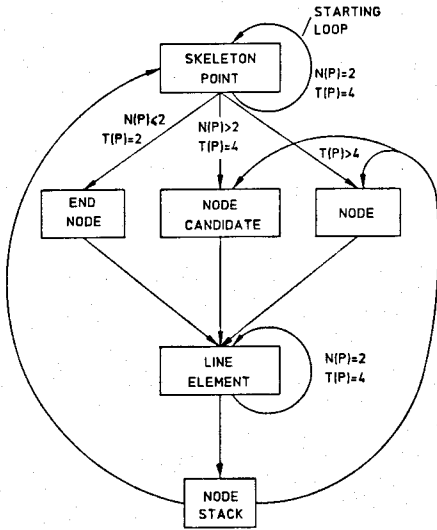 STARTING
LOOP
SKELETON
POINT
N(P)=2
T(P)=4
N(P)⩽2
T(P)=2
N(P)>2
T(P)=4
T(P)>4
END
NODE
NODE
CANDIDATE
NODE
LINE
ELEMENT
N(P)=2
T(P)=4
NODE
STACK